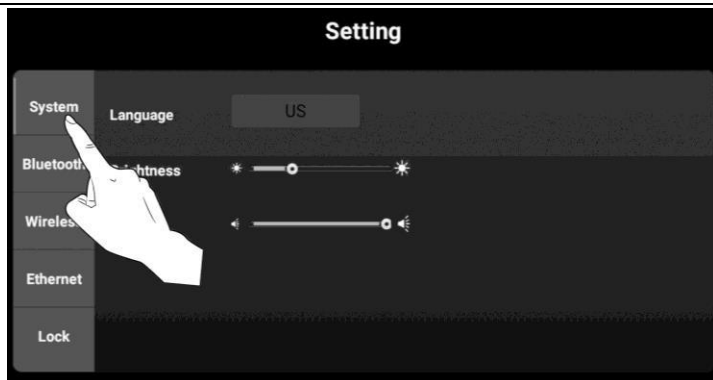 Setting
System
Language
US
Bluetooth
Wireless
Ethernet
Lock